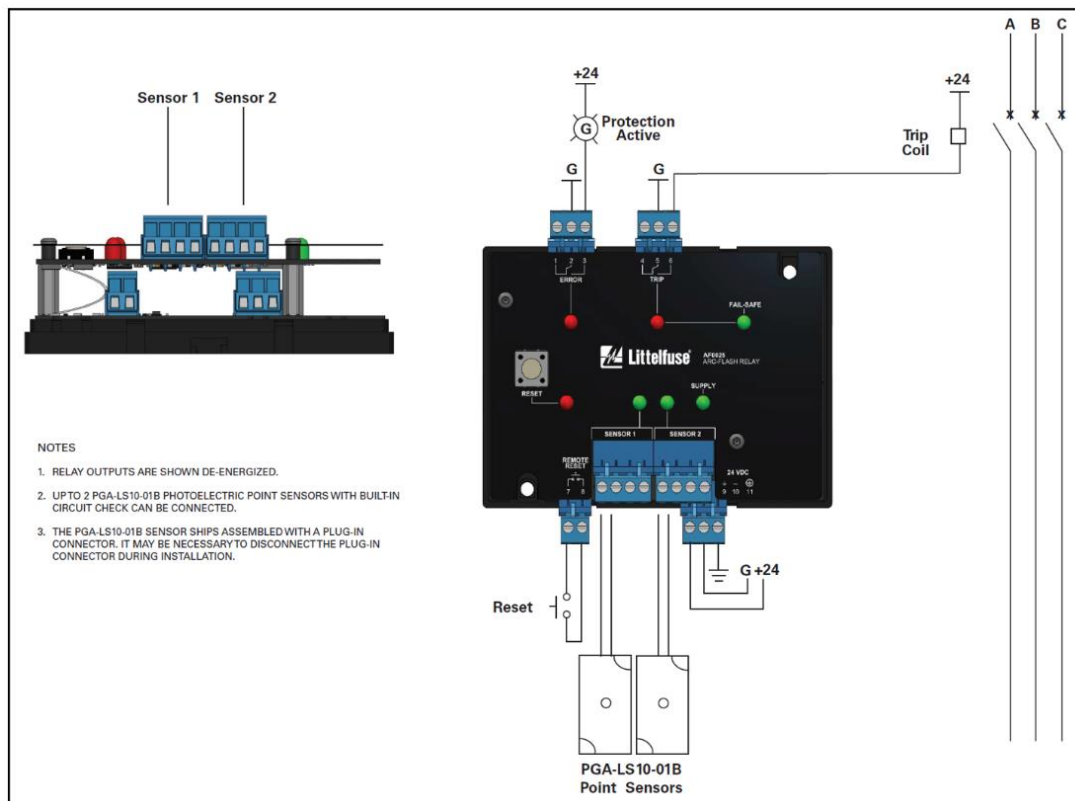 Sensor 1 Sensor 2
NOTES
1. RELAY OUTPUTS ARE SHOWN DE-ENERGIZED.
2. UP TO 2 PGA-LS10-01B PHOTOELECTRIC POINT SENSORS WITH BUILT-IN
CIRCUIT CHECK CAN BE CONNECTED.
3. THE PGA-LS10-01B SENSOR SHIPS ASSEMBLED WITH A PLUG-IN
CONNECTOR. IT MAY BE NECESSARY TO DISCONNECT THE PLUG-IN
CONNECTOR DURING INSTALLATION.
A B C
+24
+24
G
Protection
Active
Trip
Coil
G
G
1 2 3
ERROR
4 5 6
TRIP
FAIL-SAFE
Littelfuse®
AF0025
ARC-FLASH RELAY
RESET
SUPPLY
SENSOR 1
SENSOR 2
REMOTE
RESET
7 8
24 VDC
+ −
9 10 11
G +24
Reset
PGA-LS10-01B
Point Sensors